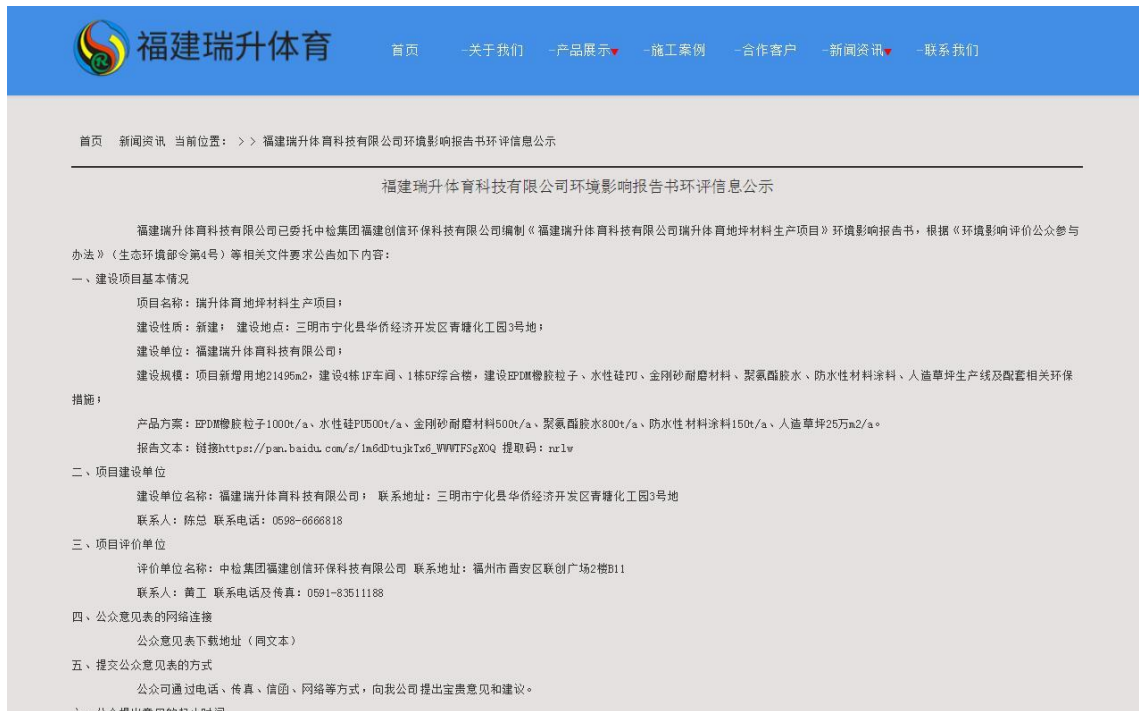 福建瑞升体育
首页 -关于我们 -产品展示 -施工案例 -合作客户 -新闻资讯 -联系我们
首页 新闻资讯 当前位置: >> 福建瑞升体育科技有限公司环境影响报告书环评信息公示
福建瑞升体育科技有限公司环境影响报告书环评信息公示
福建瑞升体育科技有限公司已委托中检集团福建创信环保科技有限公司编制《福建瑞升体育科技有限公司瑞升体育地坪材料生产项目》环境影响报告书,根据《环境影响评价公众参与
办法》(生态环境部令第4号)等相关文件要求公告如下内容:
一、建设项目基本情况
项目名称:瑞升体育地坪材料生产项目;
建设性质:新建; 建设地点:三明市宁化县华侨经济开发区青瑭化工园3号地;
建设单位:福建瑞升体育科技有限公司;
建设规模:项目新增用地21495m2,建设4栋1F车间、1栋5F综合楼,建设EPDM橡胶粒子、水性硅PU、金刚砂耐磨材料、聚氨酯胶水、防水性材料涂料、人造草坪生产线及配套相关环保
措施;
产品方案:EPDM橡胶粒子1000t/a、水性硅PU500t/a、金刚砂耐磨材料500t/a、聚氨酯胶水800t/a、防水性材料涂料150t/a、人造草坪25万m2/a。
报告文本:链接https://pan.baidu.com/s/1m6dDtujkTx6_WWWTFSgXOQ 提取码:nrlw
二、项目建设单位
建设单位名称:福建瑞升体育科技有限公司; 联系地址:三明市宁化县华侨经济开发区青瑭化工园3号地
联系人:陈总 联系电话:0598-6666818
三、项目评价单位
评价单位名称:中检集团福建创信环保科技有限公司 联系地址:福州市晋安区联创广场2楼B11
联系人:黄工 联系电话及传真:0591-83511188
四、公众意见表的网络连接
公众意见表下载地址(同文本)
五、提交公众意见表的方式
公众可通过电话、传真、信函、网络等方式,向我公司提出宝贵意见和建议。